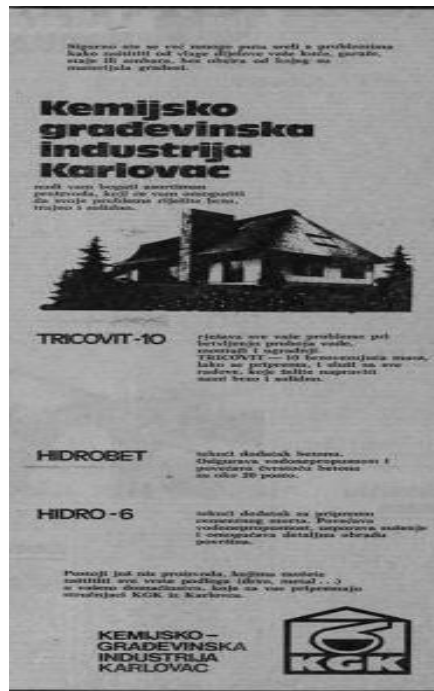 Sigurno ste se već mnogo puta sreli s problemima
kako zaštititi od vlage dijelove vaše kuće, garaže,
staje ili ambara, bez obzira od kojeg su
materijala građeni.
Kemijsko
građevinska
industrija
Karlovac
nudi vam bogati asortiman
proizvoda, koji će vam omogućiti
da svoje probleme riješite brzo,
trajno i solidno.
TRICOVIT-10
rješava sve vaše probleme pri
brtvljenju prodora vode,
montaži i ugradnji.
TRICOVIT — 10 brzovezujuća masa,
lako se priprema, i služi za sve
radove, koje želite napraviti
sami brzo i solidno.
HIDROBET
tekući dodatak betonu.
Osigurava vodonepropusnost i
povećava čvrstoću betona
za oko 20 posto.
HIDRO-6
tekući dodatak za pripremu
cementnog morta. Povećava
vodonepropusnost, usporava sušenje
i omogućava detaljnu obradu
površina.
Postoji još niz proizvoda, kojima možete
zaštititi sve vrste podloga (drvo, metal . . .)
u vašem domaćinstvu, koje za vas pripremaju
stručnjaci KGK iz Karlovca.
KEMIJSKO—
GRAĐEVINSKA
INDUSTRIJA
KARLOVAC
KGK